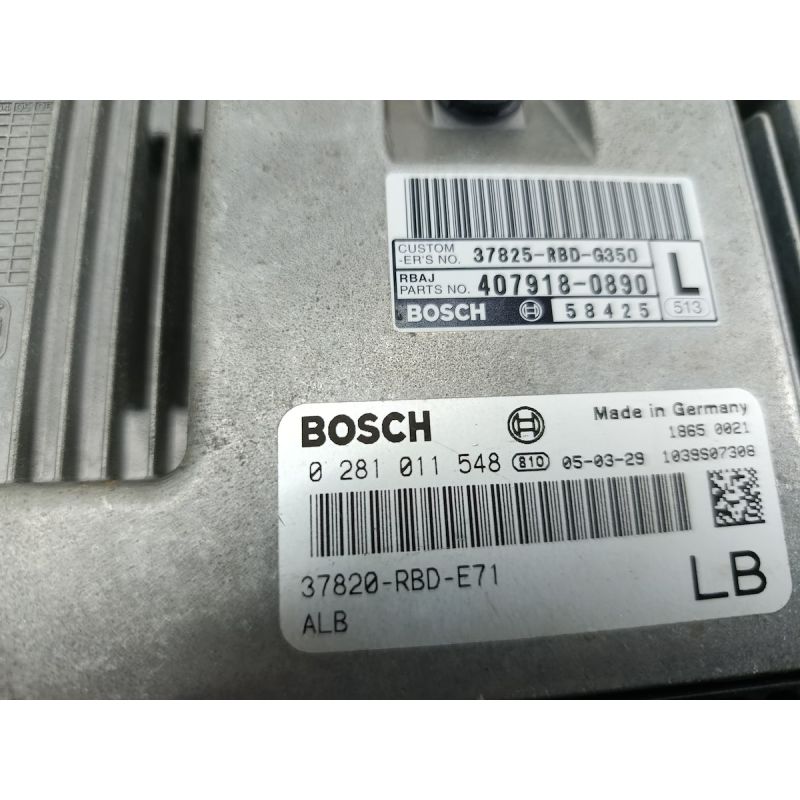 CUSTOM
-ER'S NO. 37825-RBD-G350
RBAJ
PARTS NO. 407918-0890
L
BOSCH 58425 513
BOSCH Made in Germany
1865 0021
0 281 011 548 810 05-03-29 1039S07308
37820-RBD-E71
ALB
LB